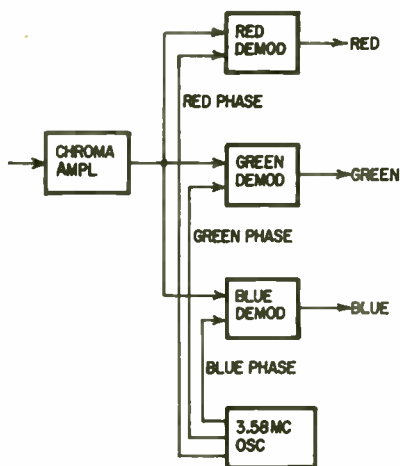 RED
DEMOD
RED
RED PHASE
CHROMA
AMPL
GREEN
DEMOD
GREEN
GREEN PHASE
BLUE
DEMOD
BLUE
BLUE PHASE
3.58MC
OSC